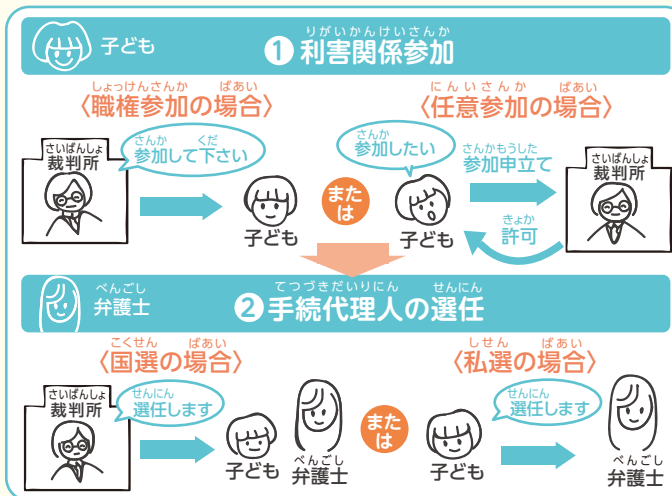 子ども
りがいかんけいさんか
❶利害関係参加
しょっけんさんか ばあい
〈職権参加の場合〉
にんいさんか ばあい
〈任意参加の場合〉
さいばんしょ
裁判所
さんか くだ
参加して下さい
子ども
また
は
さんか
参加したい
子ども
さんかもうした
参加申立て
きょか
許可
さいばんしょ
裁判所
べんごし
弁護士
てつづきだいりにん せんにん
❷手続代理人の選任
こくせん ばあい
〈国選の場合〉
しせん ばあい
〈私選の場合〉
さいばんしょ
裁判所
せんにん
選任します
子ども
べんごし
弁護士
また
は
せんにん
選任します
子ども
べんごし
弁護士